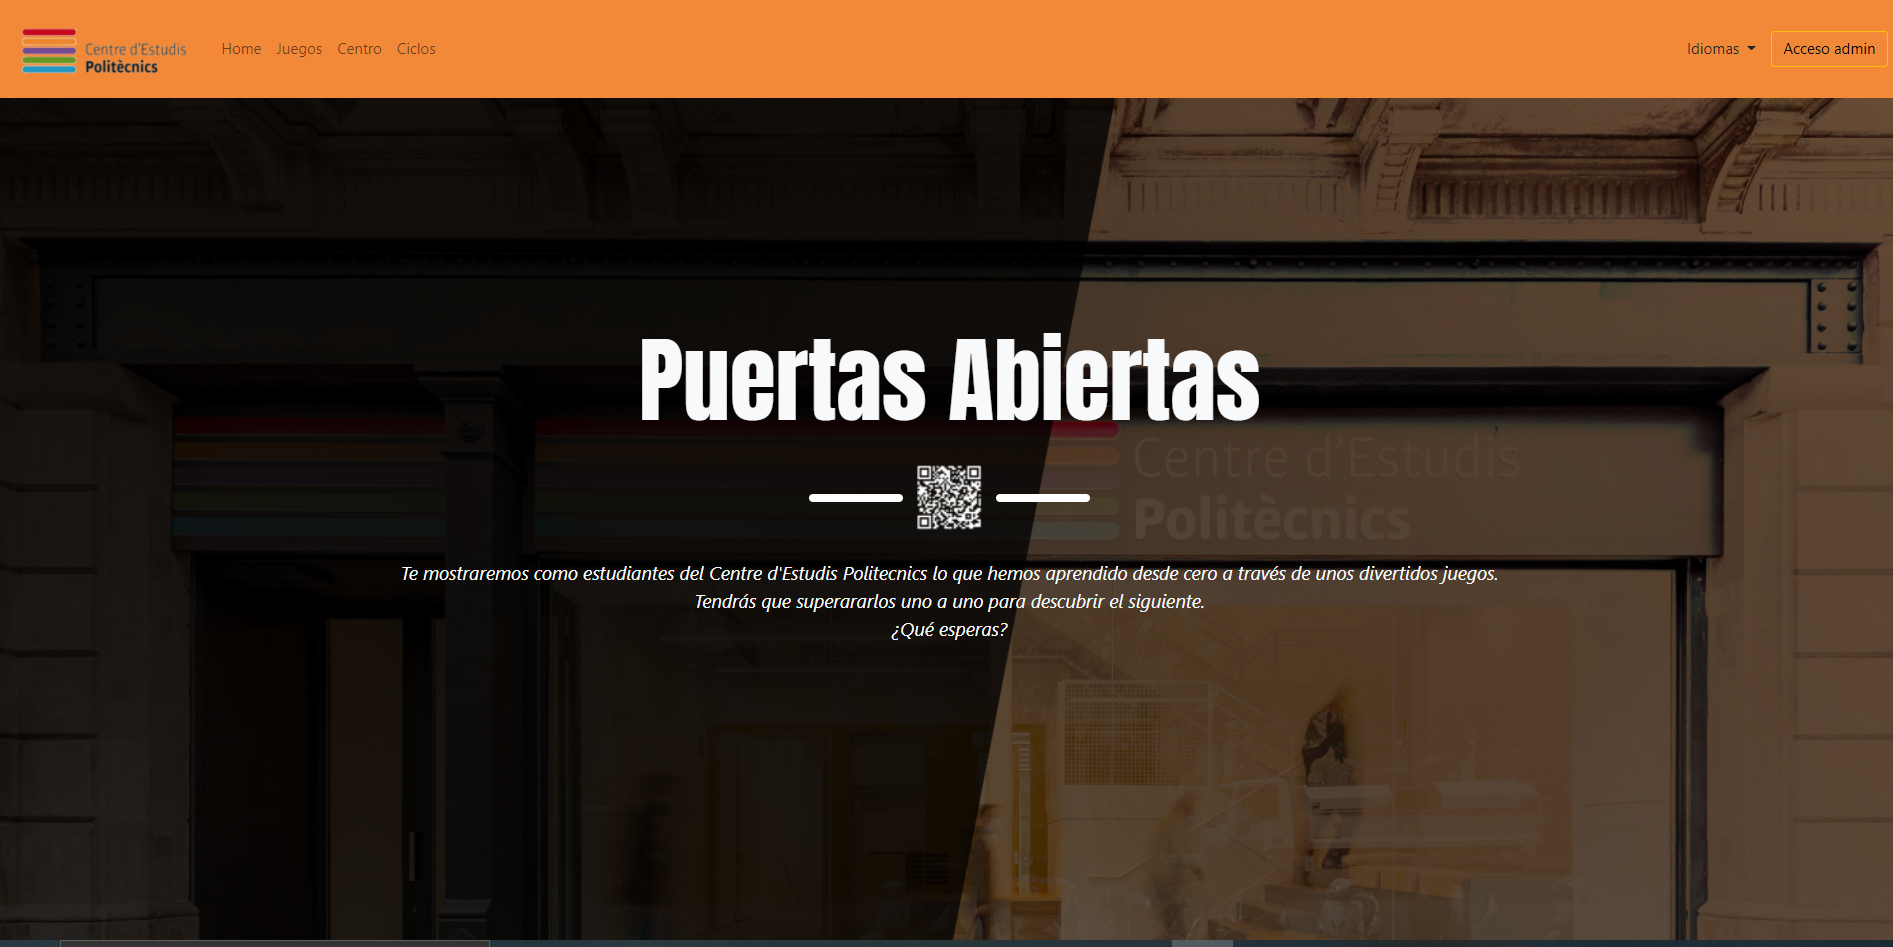 Centre d'Estudis
Politècnics
Home Juegos Centro Ciclos
Idiomas
Acceso admin
Puertas Abiertas
Centre d'Estudis
Politècnics
Te mostraremos como estudiantes del Centre d'Estudis Politecnics lo que hemos aprendido desde cero a través de unos divertidos juegos.
Tendrás que superararlos uno a uno para descubrir el siguiente.
¿Qué esperas?